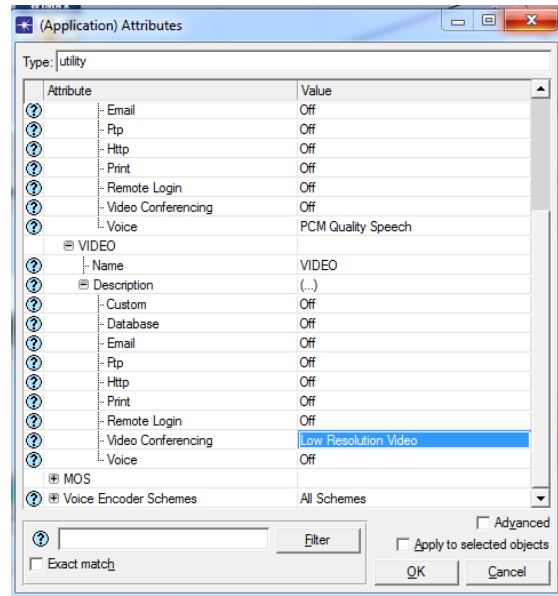 (Application) Attributes
Type: utility
Attribute Value
Email Off
Ftp Off
Http Off
Print Off
Remote Login Off
Video Conferencing Off
Voice PCM Quality Speech
VIDEO
Name VIDEO
Description (...)
Custom Off
Database Off
Email Off
Ftp Off
Http Off
Print Off
Remote Login Off
Video Conferencing Low Resolution Video
Voice Off
MOS
Voice Encoder Schemes All Schemes
Advanced
Filter Apply to selected objects
Exact match
OK Cancel